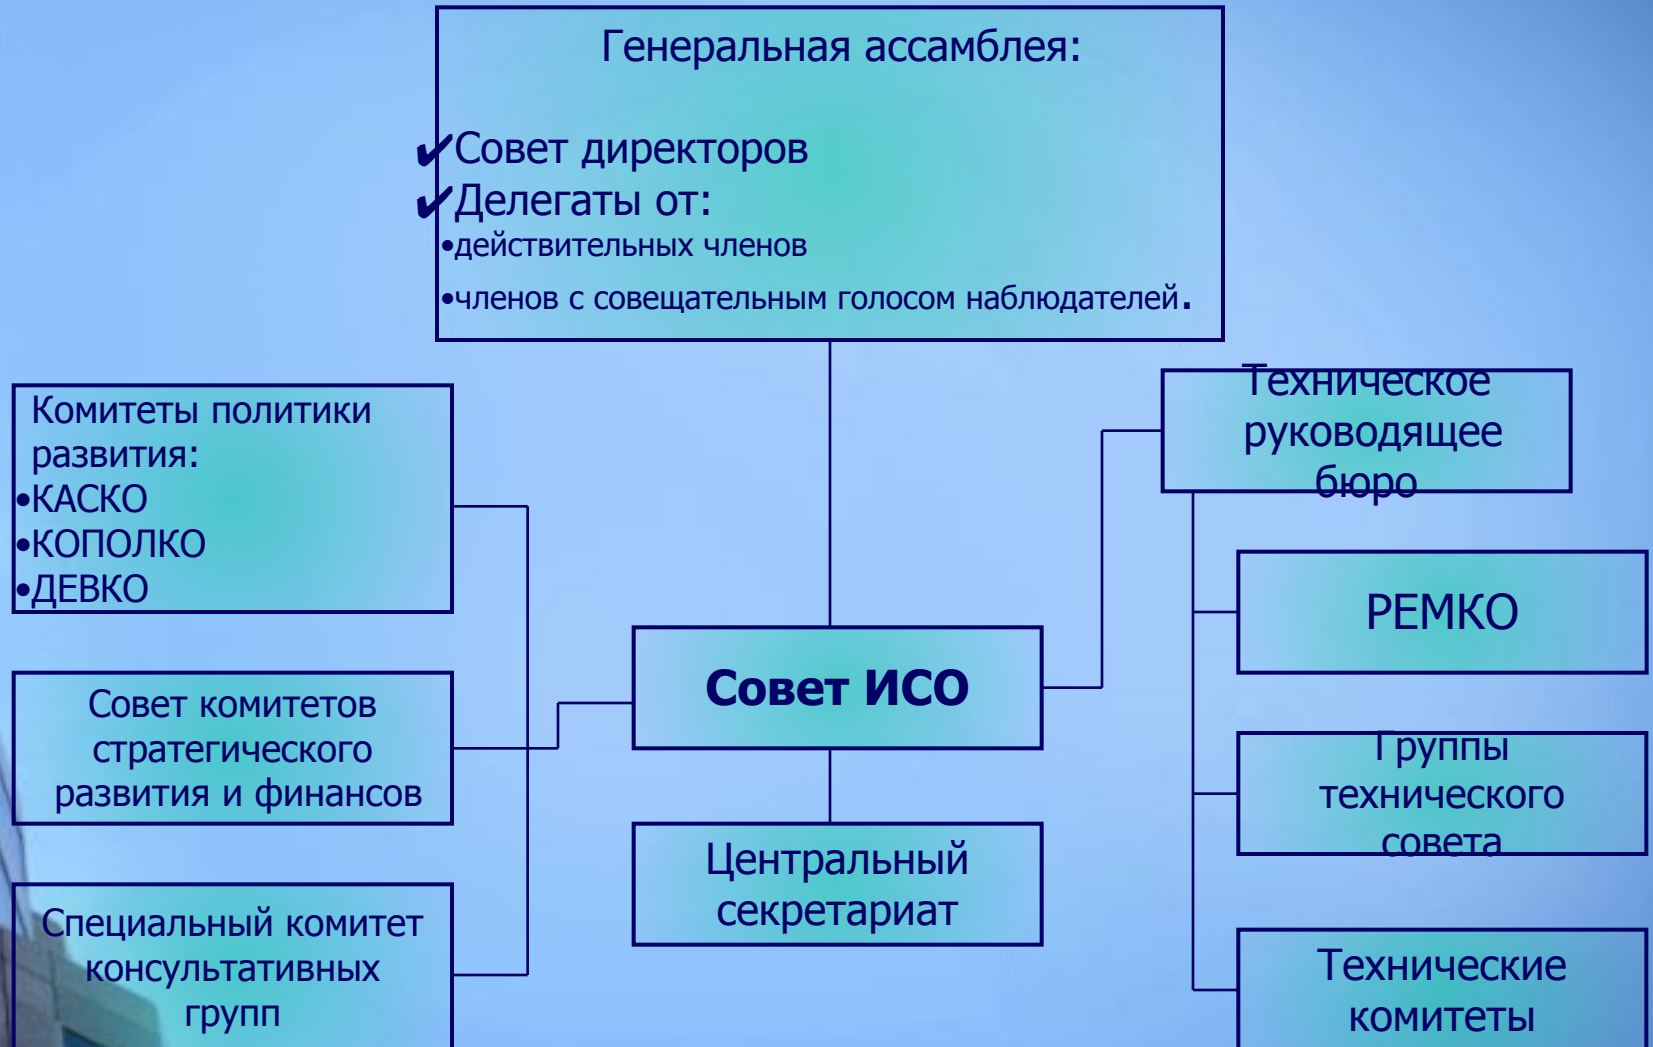 Генеральная ассамблея:
✔Совет директоров
✔Делегаты от:
•действительных членов
•членов с совещательным голосом наблюдателей.
Комитеты политики
развития:
•КАСКО
•КОПОЛКО
•ДЕВКО
Техническое
руководящее
бюро
РЕМКО
Совет ИСО
Совет комитетов
стратегического
развития и финансов
Группы
технического
совета
Центральный
секретариат
Специальный комитет
консультативных
групп
Технические
комитеты